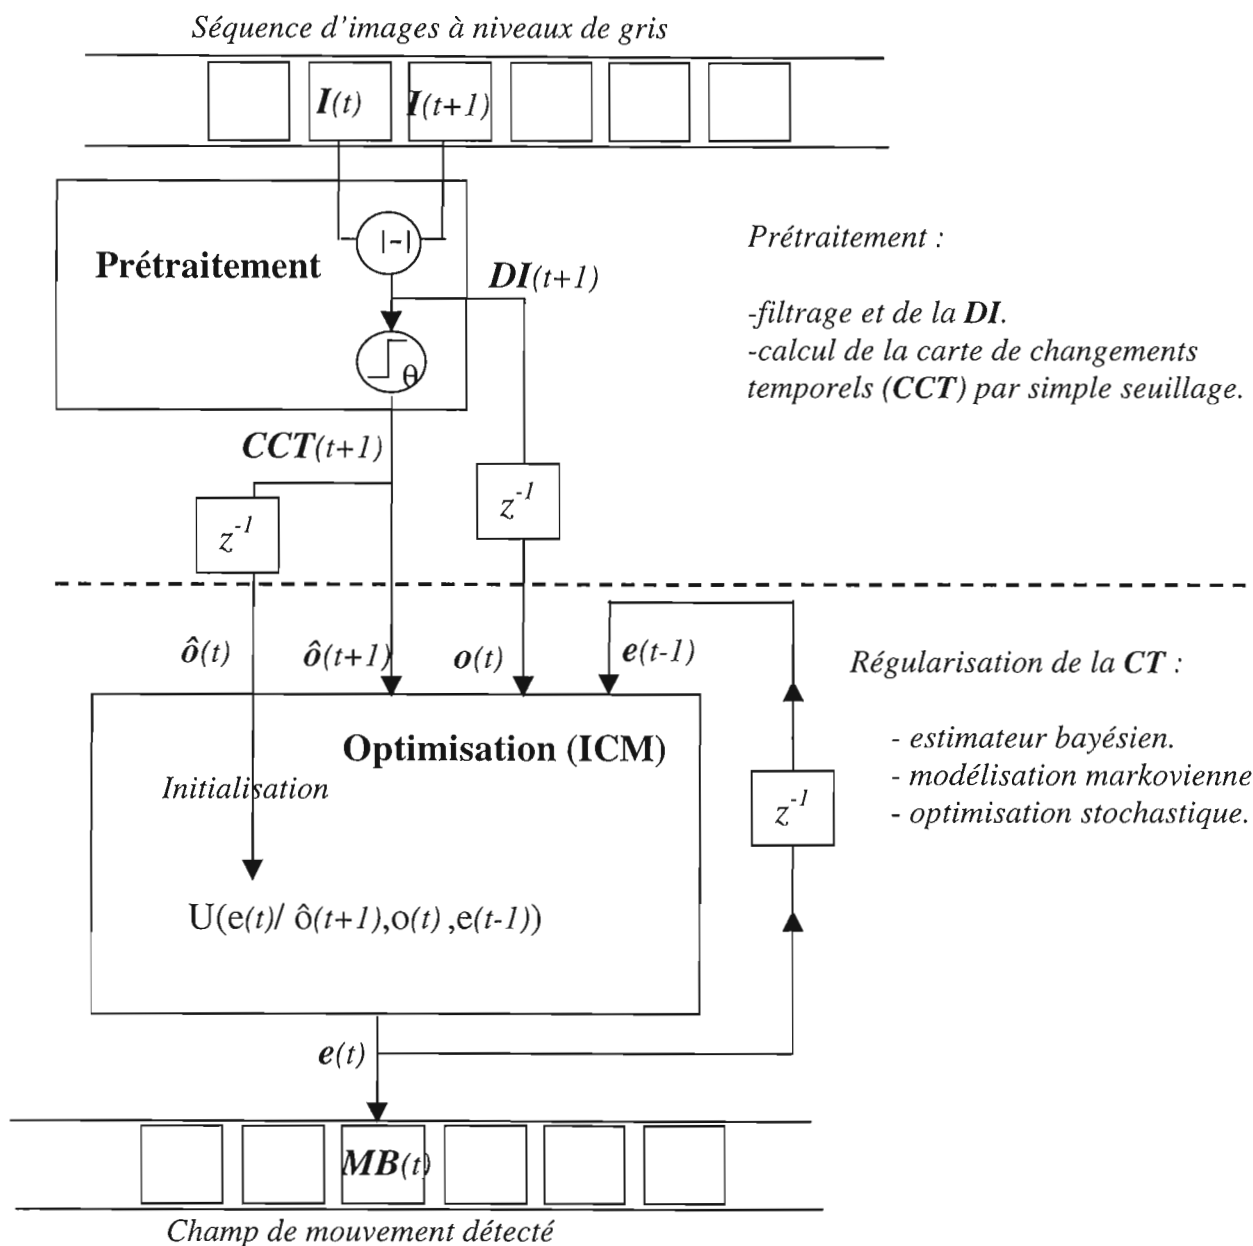 Séquence d'images à niveaux de gris
I(t)
I(t+1)
|-|
Prétraitement
DI(t+1)
θ
Prétraitement :
-filtrage et de la DI.
-calcul de la carte de changements
temporels (CCT) par simple seuillage.
CCT(t+1)
z⁻¹
z⁻¹
ô(t)
ô(t+1)
o(t)
e(t-1)
Régularisation de la CT :
- estimateur bayésien.
- modélisation markovienne
- optimisation stochastique.
Optimisation (ICM)
Initialisation
z⁻¹
U(e(t)/ ô(t+1),o(t) ,e(t-1))
e(t)
MB(t)
Champ de mouvement détecté